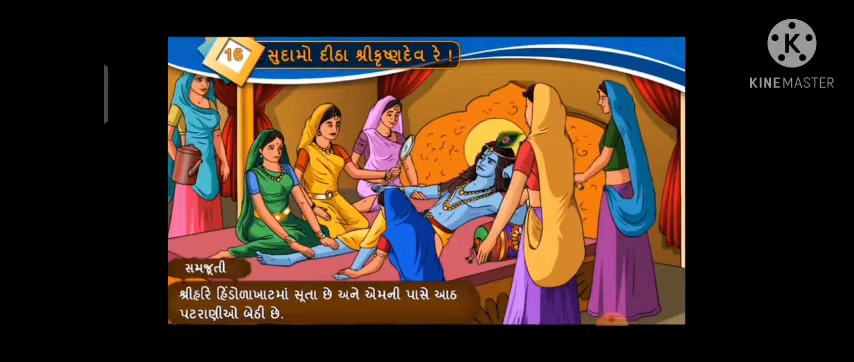 16
સુદામો દીઠા શ્રીકૃષ્ણદેવ રે !
K
KINEMASTER
સમજૂતી
શ્રીહરિ હિંડોળાખાટમાં સૂતા છે અને એમની પાસે આઠ
પટરાણીઓ બેઠી છે.